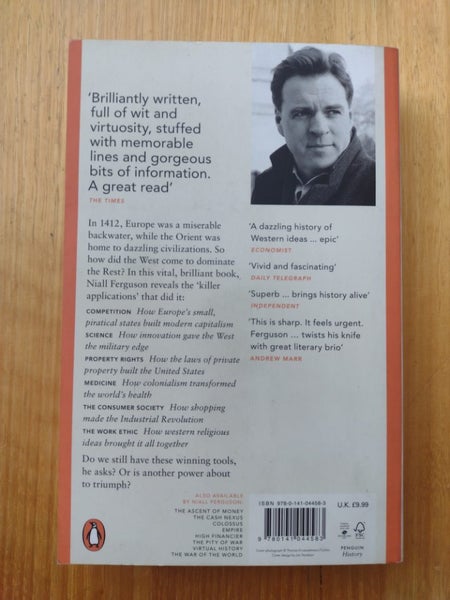 'Brilliantly written,
full of wit and
virtuosity, stuffed
with memorable
lines and gorgeous
bits of information.
A great read'
THE TIMES
In 1412, Europe was a miserable
backwater, while the Orient was
home to dazzling civilizations. So
how did the West come to dominate
the Rest? In this vital, brilliant book,
Niall Ferguson reveals the 'killer
applications' that did it:
COMPETITION How Europe's small,
piratical states built modern capitalism
SCIENCE How innovation gave the West
the military edge
PROPERTY RIGHTS How the laws of private
property built the United States
MEDICINE How colonialism transformed
the world's health
THE CONSUMER SOCIETY How shopping
made the Industrial Revolution
THE WORK ETHIC How western religious
ideas brought it all together
Do we still have these winning tools,
he asks? Or is another power about
to triumph?
'A dazzling history of
Western ideas ... epic'
ECONOMIST
'Vivid and fascinating'
DAILY TELEGRAPH
'Superb ... brings history alive'
INDEPENDENT
'This is sharp. It feels urgent.
Ferguson ... twists his knife
with great literary brio'
ANDREW MARR
ALSO AVAILABLE
BY NIALL FERGUSON:
THE ASCENT OF MONEY
THE CASH NEXUS
COLOSSUS
EMPIRE
HIGH FINANCIER
THE PITY OF WAR
VIRTUAL HISTORY
THE WAR OF THE WORLD
ISBN 978-0-141-04458-3
9 780141 044583
U.K. £9.99
FSC
PENGUIN
History